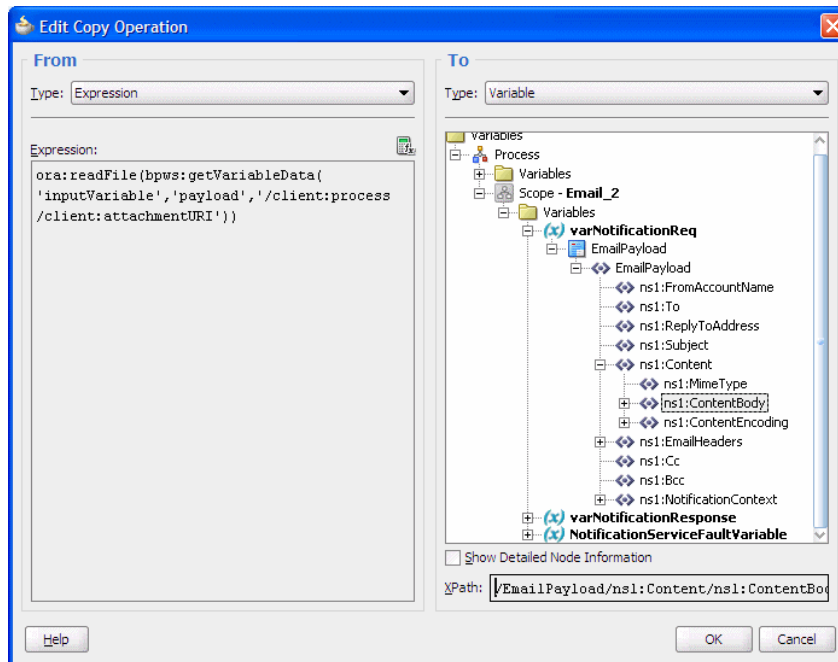 Edit Copy Operation
From
Type: Expression
Expression:
ora:readFile(bpws:getVariableData(
'inputVariable','payload','/client:process
/client:attachmentURI'))
To
Type: Variable
Variables
Process
Variables
Scope - Email_2
Variables
(x) varNotificationReq
EmailPayload
EmailPayload
ns1:FromAccountName
ns1:To
ns1:ReplyToAddress
ns1:Subject
ns1:Content
ns1:MimeType
ns1:ContentBody
ns1:ContentEncoding
ns1:EmailHeaders
ns1:Cc
ns1:Bcc
ns1:NotificationContext
(x) varNotificationResponse
(x) NotificationServiceFaultVariable
Show Detailed Node Information
XPath: /EmailPayload/ns1:Content/ns1:ContentBod
Help
OK
Cancel